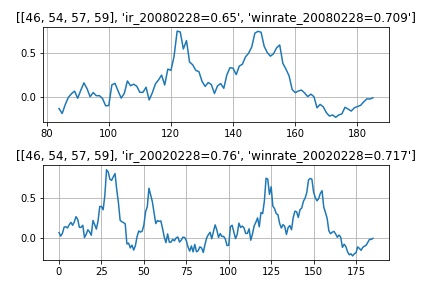 [[46, 54, 57, 59], 'ir_20080228=0.65', 'winrate_20080228=0.709']
0.5
0.0
80 100 120 140 160 180
[[46, 54, 57, 59], 'ir_20020228=0.76', 'winrate_20020228=0.717']
0.5
0.0
0 25 50 75 100 125 150 175